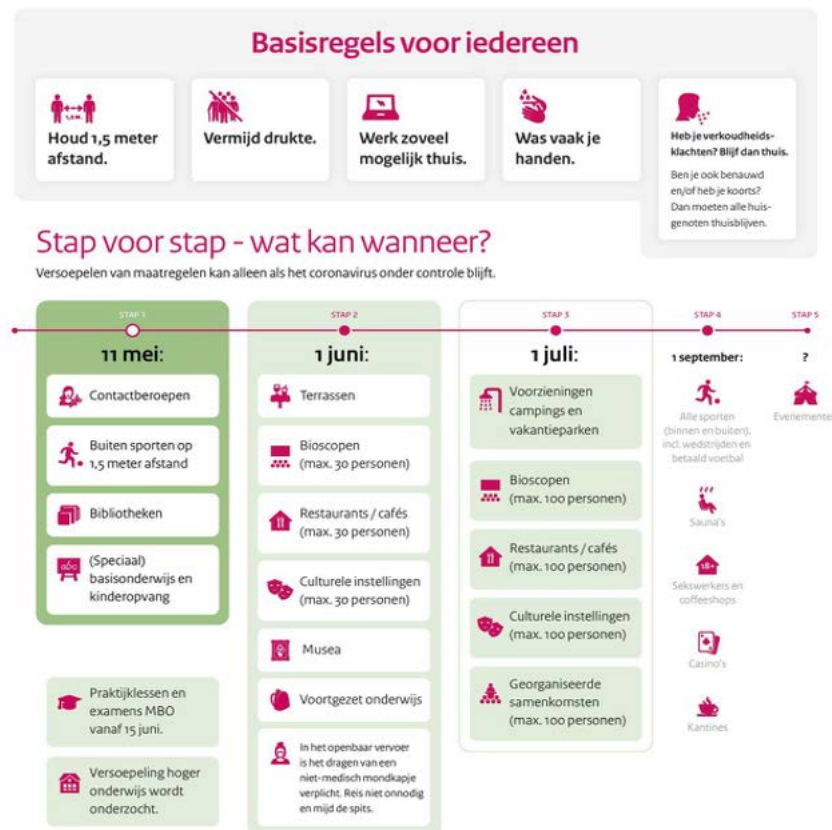 Basisregels voor iedereen
1,5 M.
Houd 1,5 meter
afstand.
Vermijd drukte.
Werk zoveel
mogelijk thuis.
Was vaak je
handen.
Heb je verkoudheids-
klachten? Blijf dan thuis.
Ben je ook benauwd
en/of heb je koorts?
Dan moeten alle huis-
genoten thuisblijven.
Stap voor stap - wat kan wanneer?
Versoepelen van maatregelen kan alleen als het coronavirus onder controle blijft.
STAP 1
11 mei:
Contactberoepen
Buiten sporten op
1,5 meter afstand
Bibliotheken
abc
(Speciaal)
basisonderwijs en
kinderopvang
Praktijklessen en
examens MBO
vanaf 15 juni.
Versoepeling hoger
onderwijs wordt
onderzocht.
STAP 2
1 juni:
Terrassen
Bioscopen
(max. 30 personen)
Restaurants / cafés
(max. 30 personen)
Culturele instellingen
(max. 30 personen)
Musea
Voortgezet onderwijs
In het openbaar vervoer
is het dragen van een
niet-medisch mondkapje
verplicht. Reis niet onnodig
en mijd de spits.
STAP 3
1 juli:
Voorzieningen
campings en
vakantieparken
Bioscopen
(max. 100 personen)
Restaurants / cafés
(max. 100 personen)
Culturele instellingen
(max. 100 personen)
Georganiseerde
samenkomsten
(max. 100 personen)
STAP 4
1 september:
Alle sporten
(binnen en buiten),
incl. wedstrijden en
betaald voetbal
Sauna's
18+
Sekswerkers en
coffeeshops
Casino's
Kantines
STAP 5
?
Evenemente